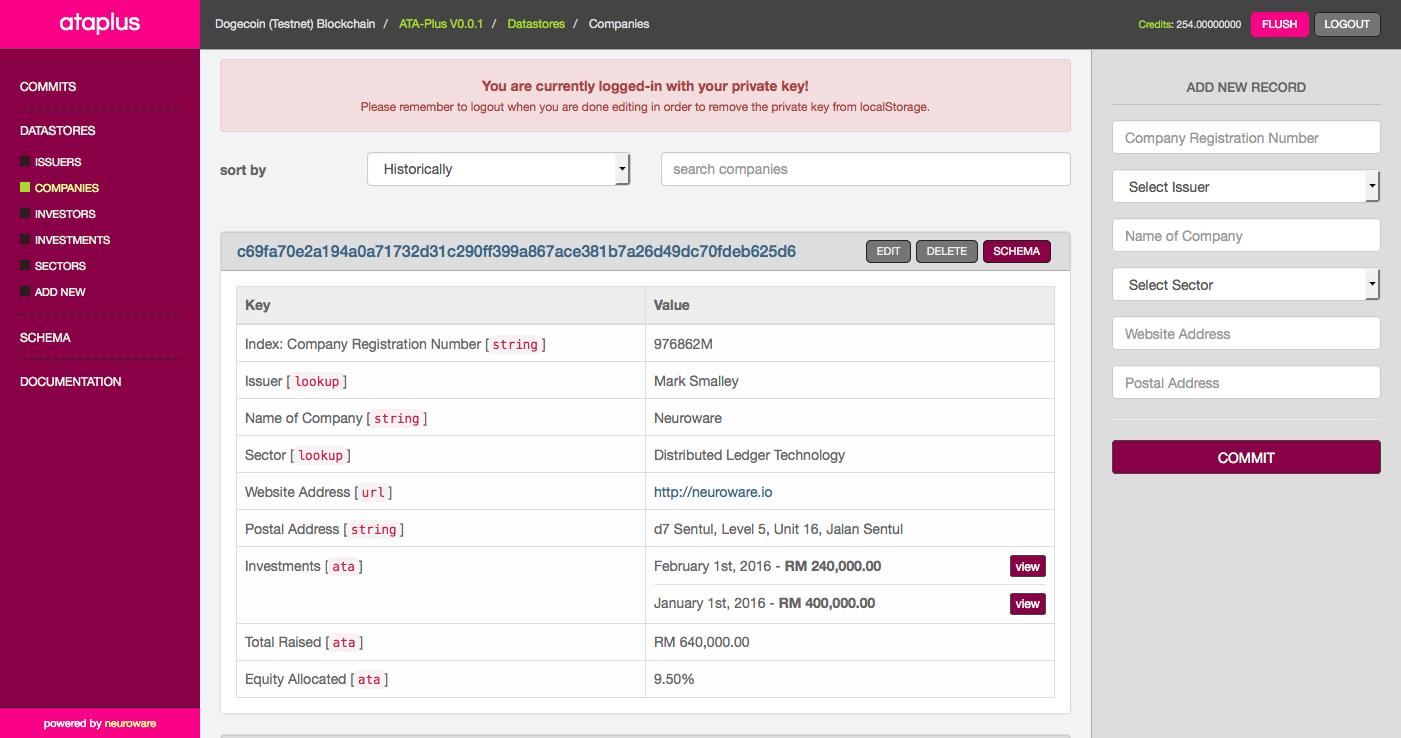 ataplus
Dogecoin (Testnet) Blockchain / ATA-Plus V0.0.1 / Datastores / Companies
Credits: 254.00000000 FLUSH LOGOUT
COMMITS
DATASTORES
ISSUERS
COMPANIES
INVESTORS
INVESTMENTS
SECTORS
ADD NEW
SCHEMA
DOCUMENTATION
powered by neuroware
You are currently logged-in with your private key!
Please remember to logout when you are done editing in order to remove the private key from localStorage.
sort by Historically search companies
c69fa70e2a194a0a71732d31c290ff399a867ace381b7a26d49dc70fdeb625d6 EDIT DELETE SCHEMA
Key Value
Index: Company Registration Number [ string ] 976862M
Issuer [ lookup ] Mark Smalley
Name of Company [ string ] Neuroware
Sector [ lookup ] Distributed Ledger Technology
Website Address [ url ] http://neuroware.io
Postal Address [ string ] d7 Sentul, Level 5, Unit 16, Jalan Sentul
Investments [ ata ] February 1st, 2016 - RM 240,000.00 view
January 1st, 2016 - RM 400,000.00 view
Total Raised [ ata ] RM 640,000.00
Equity Allocated [ ata ] 9.50%
ADD NEW RECORD
Company Registration Number
Select Issuer
Name of Company
Select Sector
Website Address
Postal Address
COMMIT